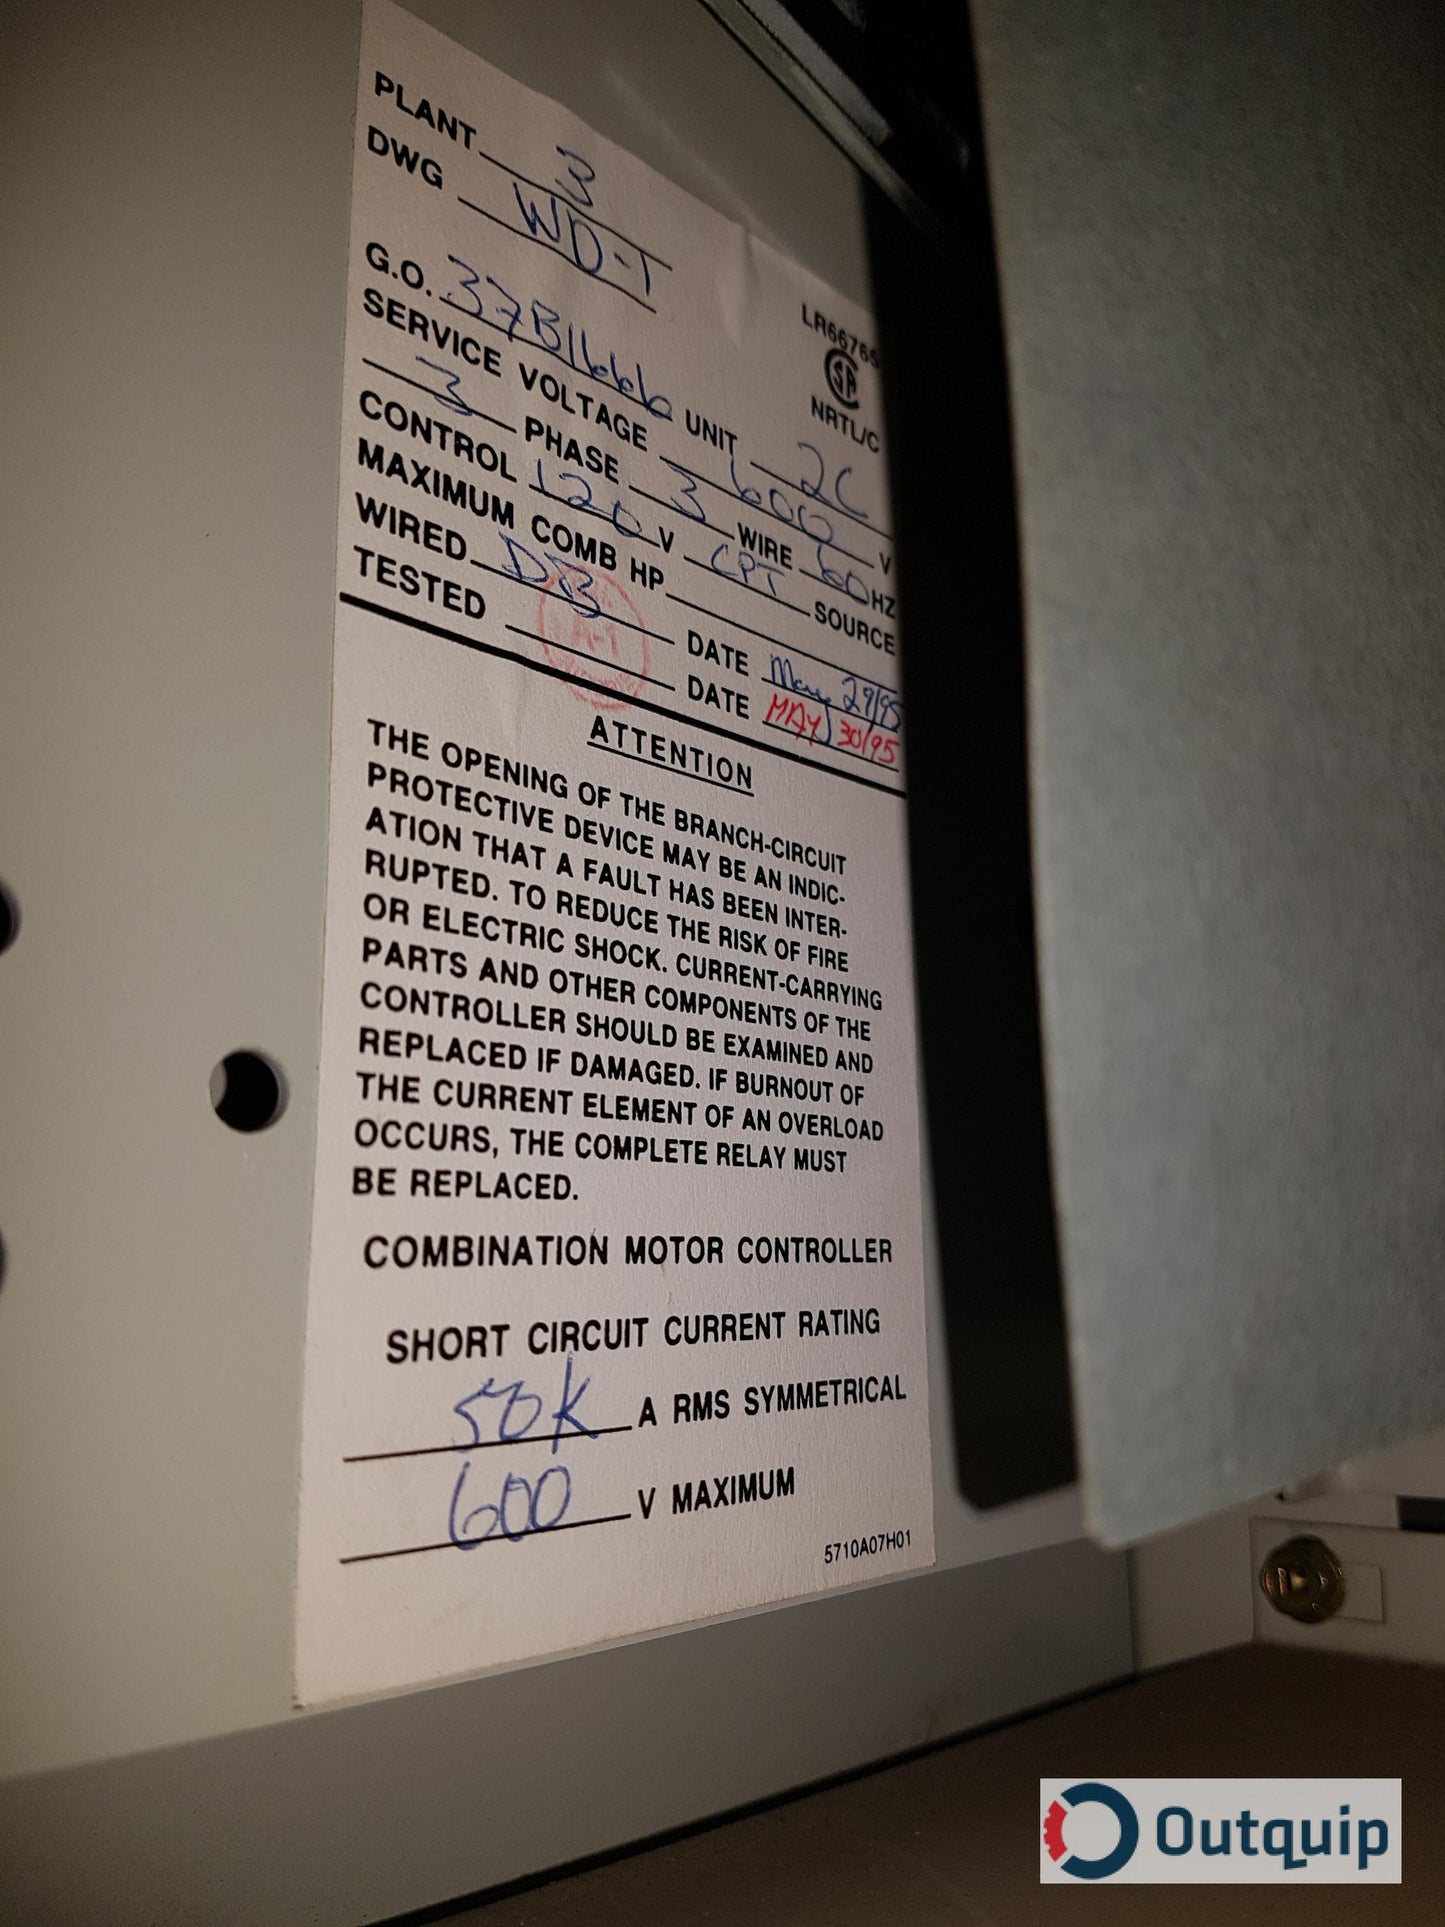 PLANT 3
DWG WD-T
LR66765
SA
NRTL/C
G.O. 37B1666 UNIT 2C
SERVICE VOLTAGE 600 V
3 PHASE 3 WIRE 60 HZ
CONTROL 120 V CPT SOURCE
MAXIMUM COMB HP
WIRED DB DATE May 29/95
TESTED DATE MAY 30/95
ATTENTION
THE OPENING OF THE BRANCH-CIRCUIT
PROTECTIVE DEVICE MAY BE AN INDIC-
ATION THAT A FAULT HAS BEEN INTER-
RUPTED. TO REDUCE THE RISK OF FIRE
OR ELECTRIC SHOCK. CURRENT-CARRYING
PARTS AND OTHER COMPONENTS OF THE
CONTROLLER SHOULD BE EXAMINED AND
REPLACED IF DAMAGED. IF BURNOUT OF
THE CURRENT ELEMENT OF AN OVERLOAD
OCCURS, THE COMPLETE RELAY MUST
BE REPLACED.
COMBINATION MOTOR CONTROLLER
SHORT CIRCUIT CURRENT RATING
50K A RMS SYMMETRICAL
600 V MAXIMUM
5710A07H01
Outquip